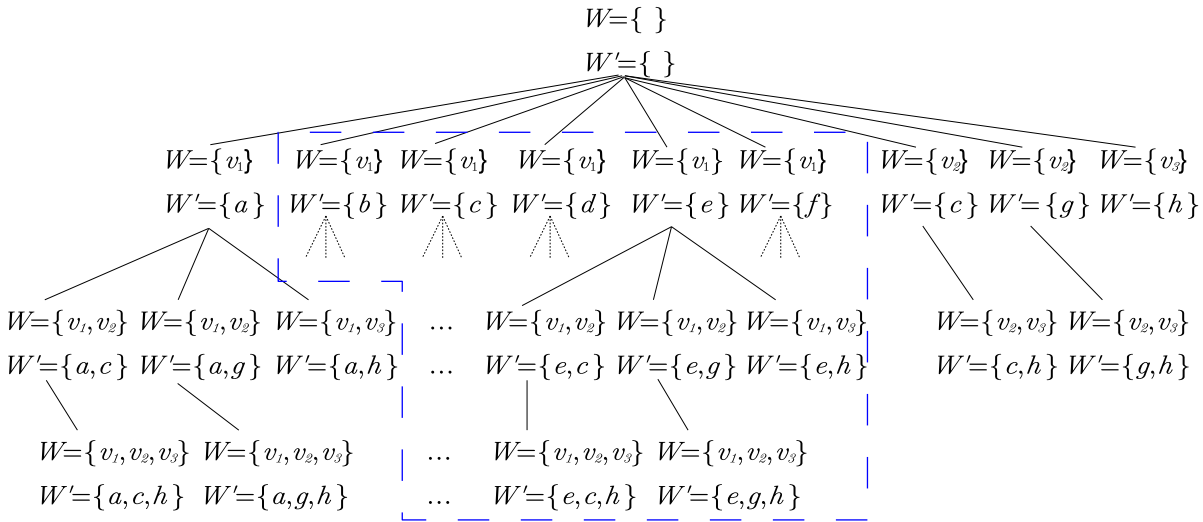 W={ }
W'={ }
W={v₁} W={v₁} W={v₁} W={v₁} W={v₁} W={v₁} W={v₂} W={v₂} W={v₃}
W'={a} W'={b} W'={c} W'={d} W'={e} W'={f} W'={c} W'={g} W'={h}
W={v₁,v₂} W={v₁,v₂} W={v₁,v₃} ... W={v₁,v₂} W={v₁,v₂} W={v₁,v₃} W={v₂,v₃} W={v₂,v₃}
W'={a,c} W'={a,g} W'={a,h} ... W'={e,c} W'={e,g} W'={e,h} W'={c,h} W'={g,h}
W={v₁,v₂,v₃} W={v₁,v₂,v₃} ... W={v₁,v₂,v₃} W={v₁,v₂,v₃}
W'={a,c,h} W'={a,g,h} ... W'={e,c,h} W'={e,g,h}